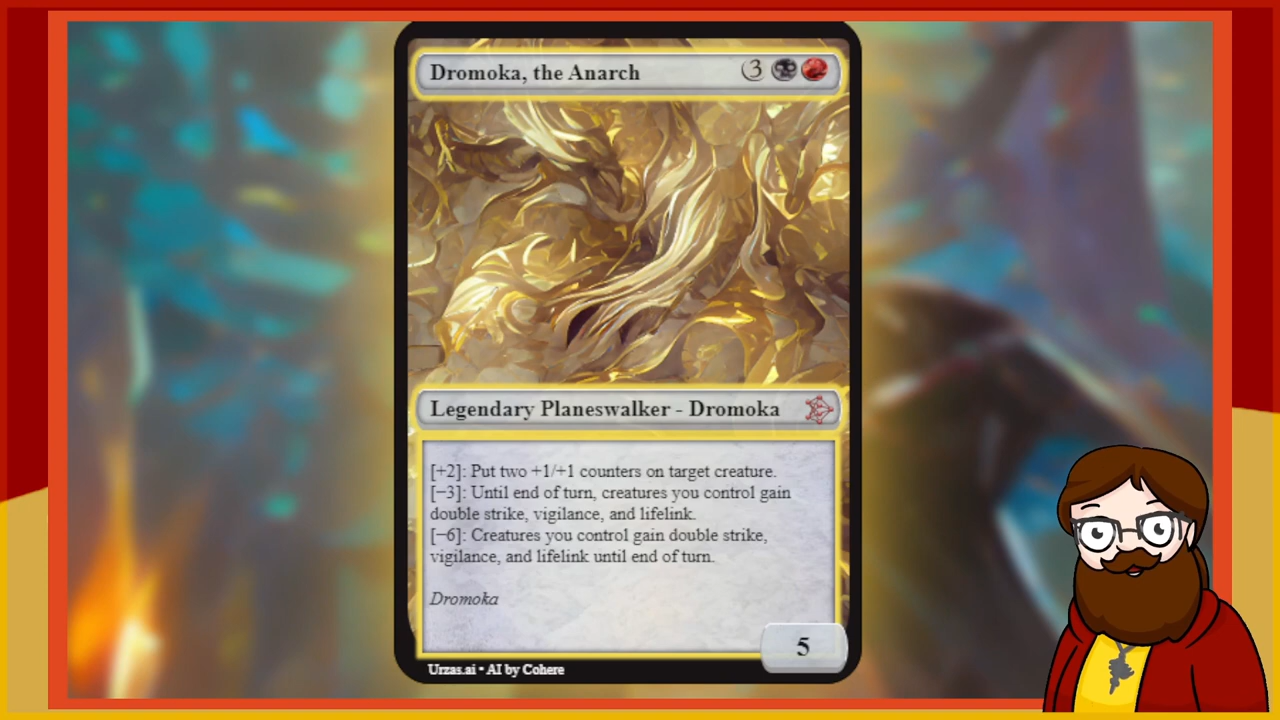 Dromoka, the Anarch 3
Legendary Planeswalker - Dromoka
[+2]: Put two +1/+1 counters on target creature.
[−3]: Until end of turn, creatures you control gain
double strike, vigilance, and lifelink.
[−6]: Creatures you control gain double strike,
vigilance, and lifelink until end of turn.
Dromoka
5
Urzas.ai • AI by Cohere